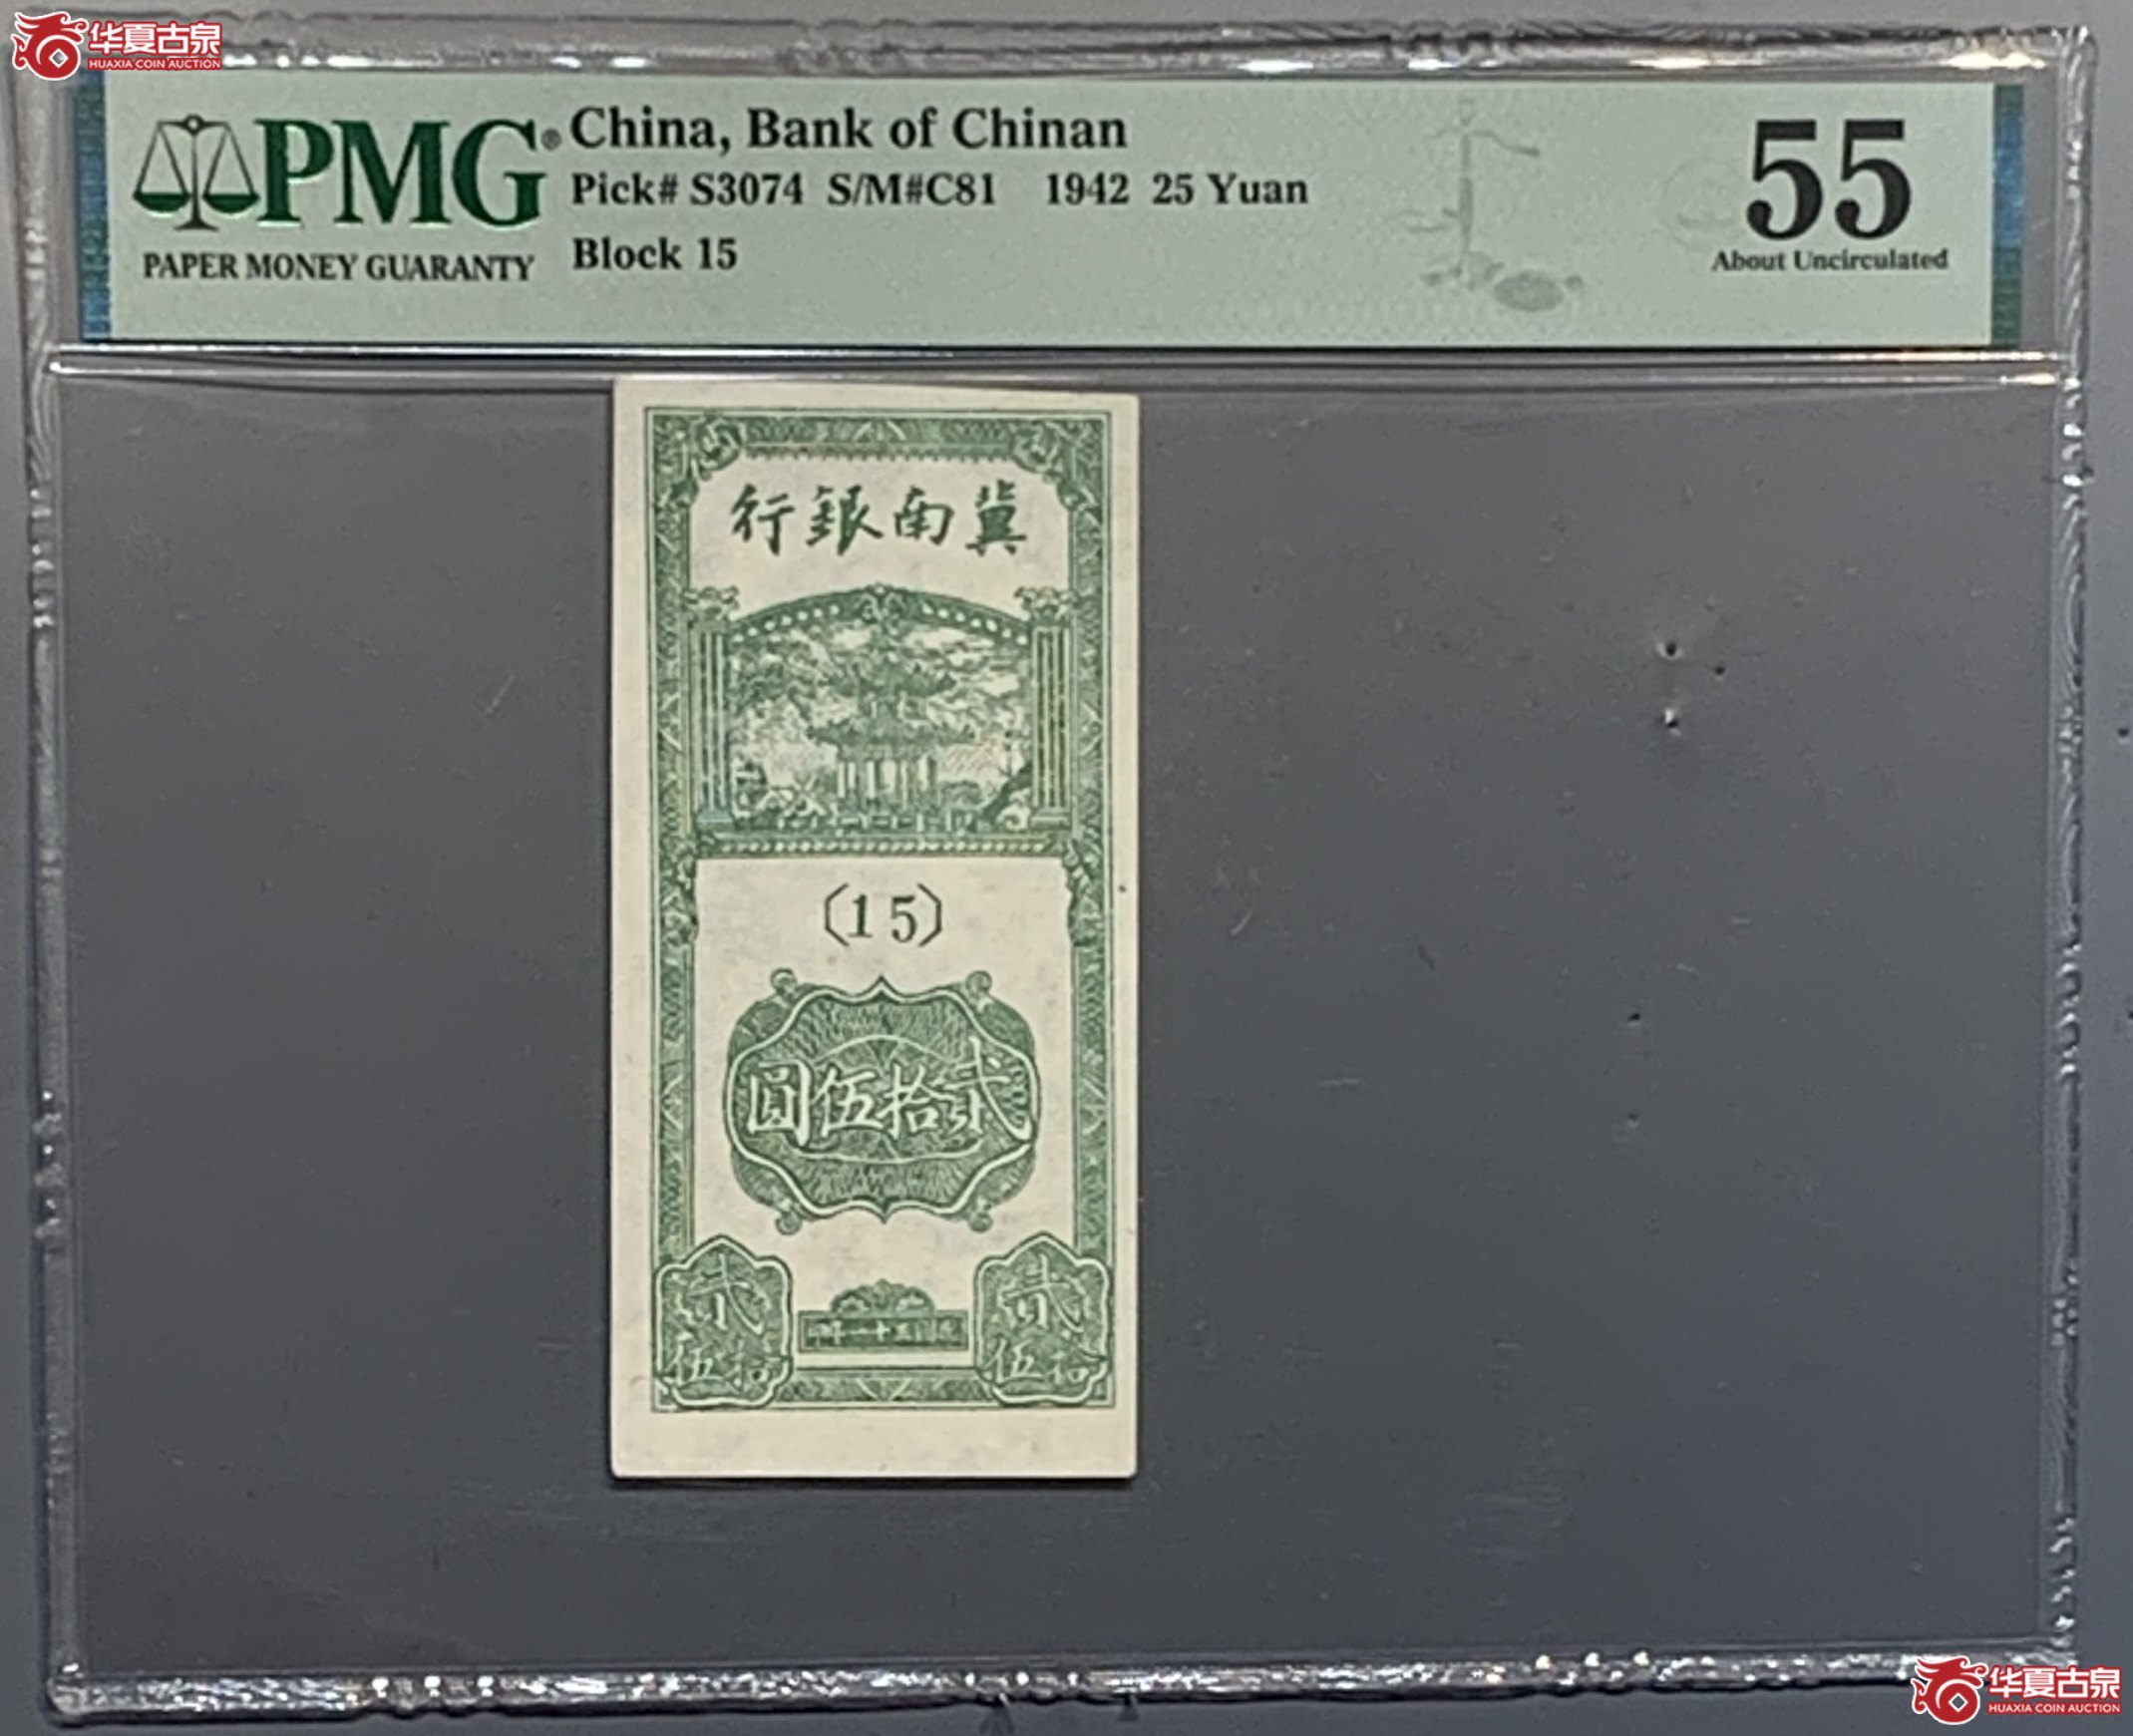 华夏古泉
HUAXIA COIN AUCTION
PMG®
PAPER MONEY GUARANTY
China, Bank of Chinan
Pick# S3074 S/M#C81 1942 25 Yuan
Block 15
55
About Uncirculated
行銀南冀
(15)
圓伍拾貳
貳
伍拾
貳
伍拾
华夏古泉
HUAXIA COIN AUCTION